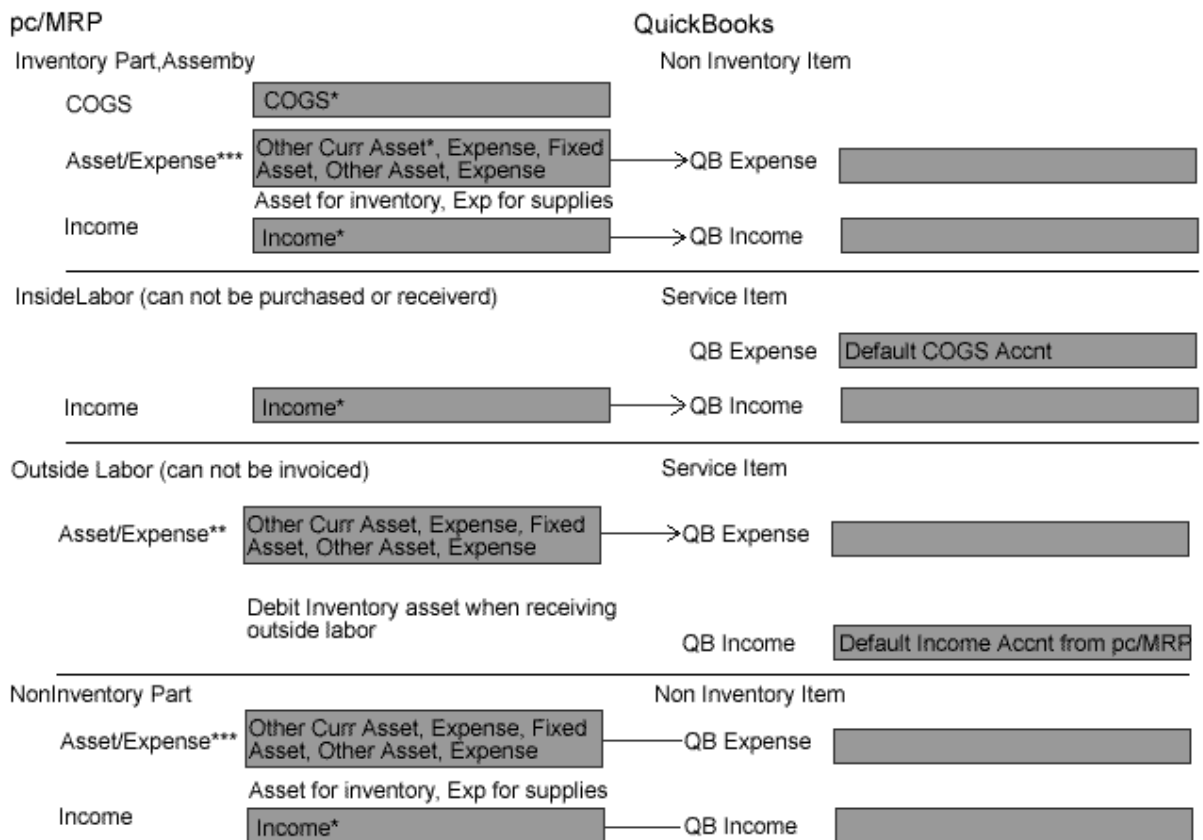 pc/MRP QuickBooks
Inventory Part,Assemby Non Inventory Item
COGS COGS*
Asset/Expense*** Other Curr Asset*, Expense, Fixed
Asset, Other Asset, Expense QB Expense
Asset for inventory, Exp for supplies
Income Income* QB Income
InsideLabor (can not be purchased or receiverd) Service Item
QB Expense Default COGS Accnt
Income Income* QB Income
Outside Labor (can not be invoiced) Service Item
Asset/Expense** Other Curr Asset, Expense, Fixed
Asset, Other Asset, Expense QB Expense
Debit Inventory asset when receiving
outside labor
QB Income Default Income Accnt from pc/MRP
NonInventory Part Non Inventory Item
Asset/Expense*** Other Curr Asset, Expense, Fixed
Asset, Other Asset, Expense QB Expense
Asset for inventory, Exp for supplies
Income Income* QB Income